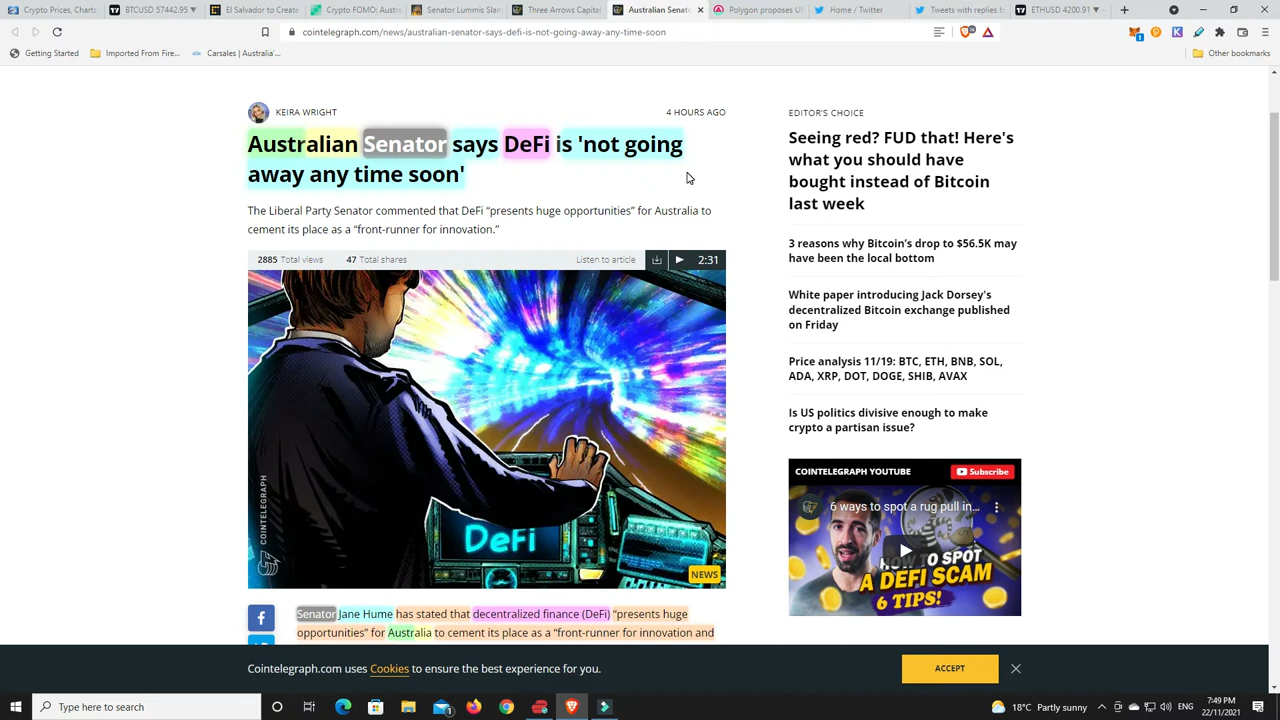 Crypto Prices, Charts
BTCUSD 57442.95
El Salvador to Create
Crypto FOMO: Austra
Senator Lummis Slam
Three Arrows Capital
Australian Senato
Polygon proposes U
Home / Twitter
Tweets with replies b
ETHUSD 4200.91
cointelegraph.com/news/australian-senator-says-defi-is-not-going-away-any-time-soon
Getting Started
Imported From Fire...
Carsales | Australia'...
Other bookmarks
KEIRA WRIGHT
4 HOURS AGO
Australian Senator says DeFi is 'not going
away any time soon'
The Liberal Party Senator commented that DeFi “presents huge opportunities” for Australia to
cement its place as a “front-runner for innovation.”
2885 Total views
47 Total shares
Listen to article
2:31
COINTELEGRAPH
DeFi
NEWS
Senator Jane Hume has stated that decentralized finance (DeFi) “presents huge
opportunities” for Australia to cement its place as a “front-runner for innovation and
EDITOR'S CHOICE
Seeing red? FUD that! Here's
what you should have
bought instead of Bitcoin
last week
3 reasons why Bitcoin’s drop to $56.5K may
have been the local bottom
White paper introducing Jack Dorsey's
decentralized Bitcoin exchange published
on Friday
Price analysis 11/19: BTC, ETH, BNB, SOL,
ADA, XRP, DOT, DOGE, SHIB, AVAX
Is US politics divisive enough to make
crypto a partisan issue?
COINTELEGRAPH YOUTUBE
Subscribe
6 ways to spot a rug pull in...
HOW TO SPOT
A DEFI SCAM
6 TIPS!
Cointelegraph.com uses Cookies to ensure the best experience for you.
ACCEPT
Type here to search
18°C Partly sunny
ENG
7:49 PM
22/11/2021